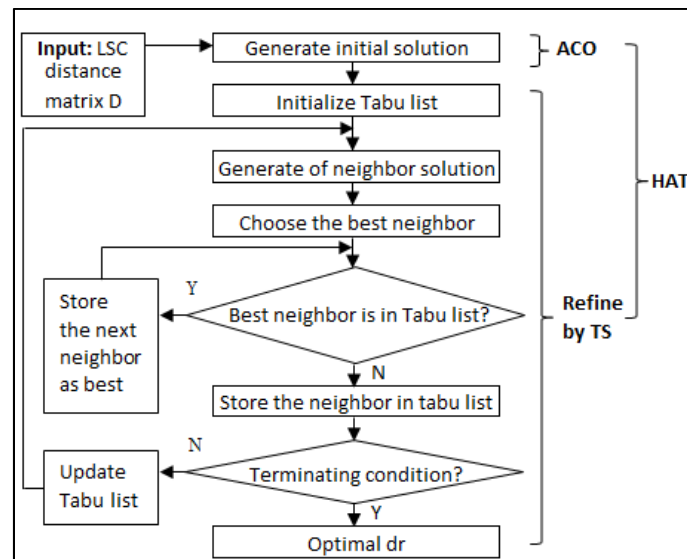 Input: LSC
distance
matrix D
Generate initial solution
ACO
Initialize Tabu list
Generate of neighbor solution
HAT
Choose the best neighbor
Y
Store
the next
neighbor
as best
Best neighbor is in Tabu list?
Refine
by TS
N
Store the neighbor in tabu list
N
Update
Tabu list
Terminating condition?
Y
Optimal dr